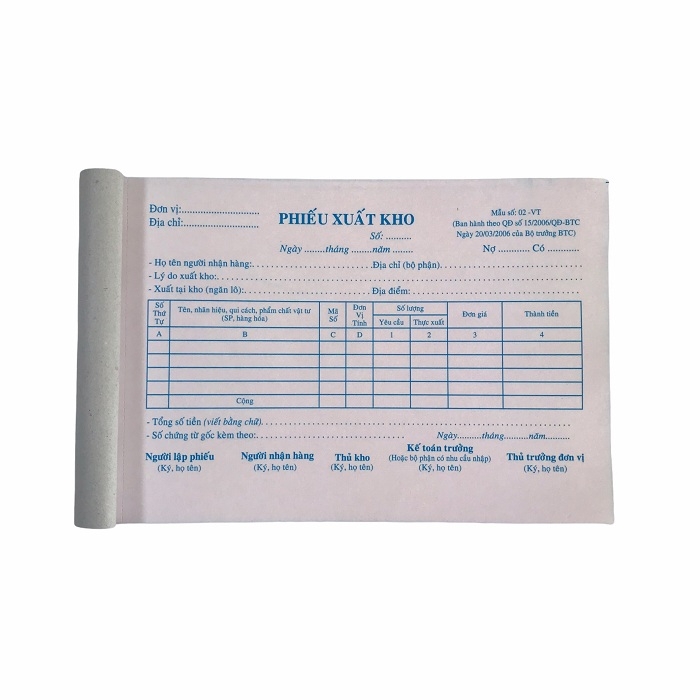 Đơn vị:............................
Địa chỉ:...........................
PHIẾU XUẤT KHO
Số: ..........
Ngày ........tháng ........năm ........
Mẫu số: 02 -VT
(Ban hành theo QĐ số 15/2006/QĐ-BTC
Ngày 20/03/2006 của Bộ trưởng BTC)
Nợ ........... Có ...........
- Họ tên người nhận hàng:............................Địa chỉ (bộ phận)...................................
- Lý do xuất kho:.....................................................................................
- Xuất tại kho (ngăn lô):............................Địa điểm:..........................................
Số Thứ Tự
Tên, nhãn hiệu, qui cách, phẩm chất vật tư (SP, hàng hóa)
Mã Số
Đơn Vị Tính
Số lượng
Yêu cầu
Thực xuất
Đơn giá
Thành tiền
A B C D 1 2 3 4
Cộng
- Tổng số tiền (viết bằng chữ)........................................................................
- Số chứng từ gốc kèm theo:........................................ Ngày..........tháng..........năm..........
Người lập phiếu
(Ký, họ tên)
Người nhận hàng
(Ký, họ tên)
Thủ kho
(Ký, họ tên)
Kế toán trưởng
(Hoặc bộ phận có nhu cầu nhập)
(Ký, họ tên)
Thủ trưởng đơn vị
(Ký, họ tên)